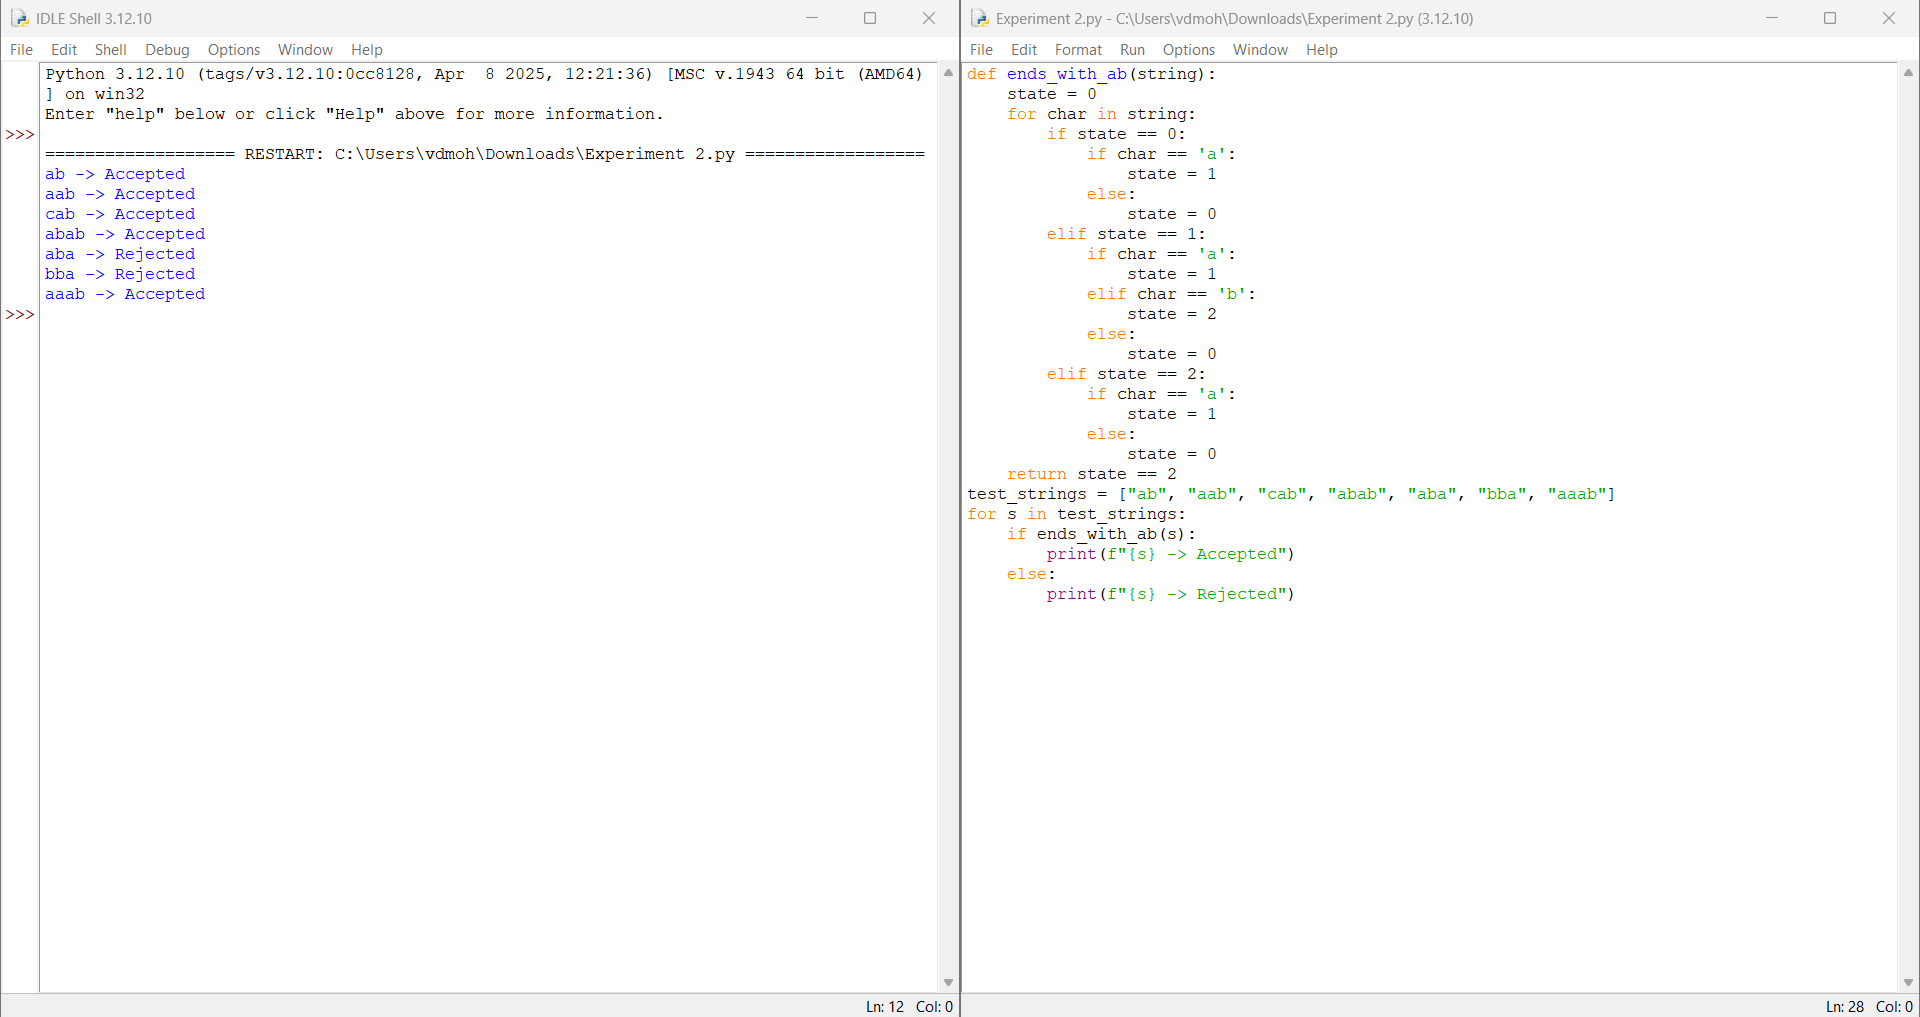 IDLE Shell 3.12.10
File Edit Shell Debug Options Window Help
Python 3.12.10 (tags/v3.12.10:0cc8128, Apr  8 2025, 12:21:36) [MSC v.1943 64 bit (AMD64)
] on win32
Enter "help" below or click "Help" above for more information.
>>>
=================== RESTART: C:\Users\vdmoh\Downloads\Experiment 2.py ==================
ab -> Accepted
aab -> Accepted
cab -> Accepted
abab -> Accepted
aba -> Rejected
bba -> Rejected
aaab -> Accepted
>>>
Ln: 12 Col: 0
Experiment 2.py - C:\Users\vdmoh\Downloads\Experiment 2.py (3.12.10)
File Edit Format Run Options Window Help
def ends_with_ab(string):
    state = 0
    for char in string:
        if state == 0:
            if char == 'a':
                state = 1
            else:
                state = 0
        elif state == 1:
            if char == 'a':
                state = 1
            elif char == 'b':
                state = 2
            else:
                state = 0
        elif state == 2:
            if char == 'a':
                state = 1
            else:
                state = 0
    return state == 2
test_strings = ["ab", "aab", "cab", "abab", "aba", "bba", "aaab"]
for s in test_strings:
    if ends_with_ab(s):
        print(f"{s} -> Accepted")
    else:
        print(f"{s} -> Rejected")
Ln: 28 Col: 0